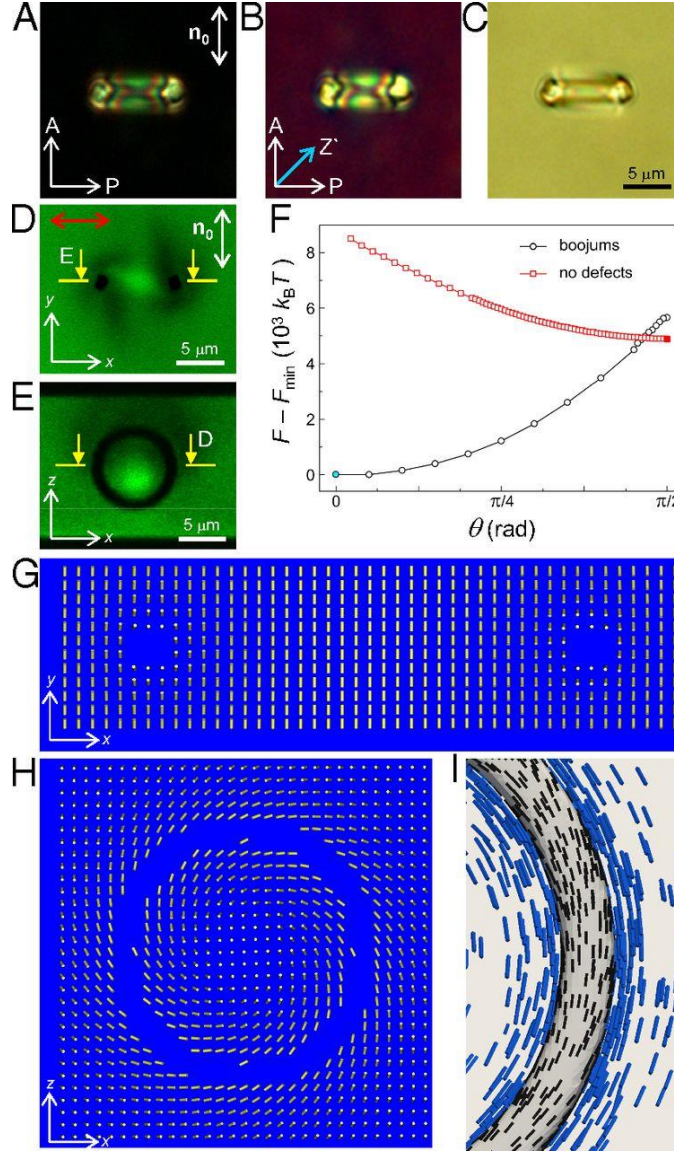 A
n₀
A
P
B
A
Z`
P
C
5 μm
D
n₀
E
y
x
5 μm
E
D
z
x
5 μm
F
F − Fmin (10³ kBT)
8
6
4
2
0
boojums
no defects
0
π/4
π/2
θ (rad)
G
y
x
H
z
x
I